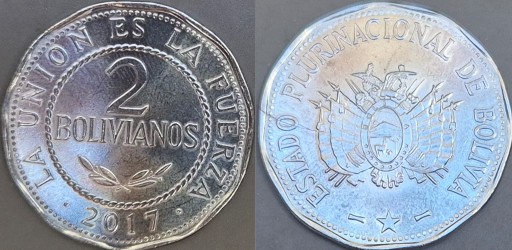 LA UNION ES LA FUERZA
2
BOLIVIANOS
2017
ESTADO PLURINACIONAL DE BOLIVIA